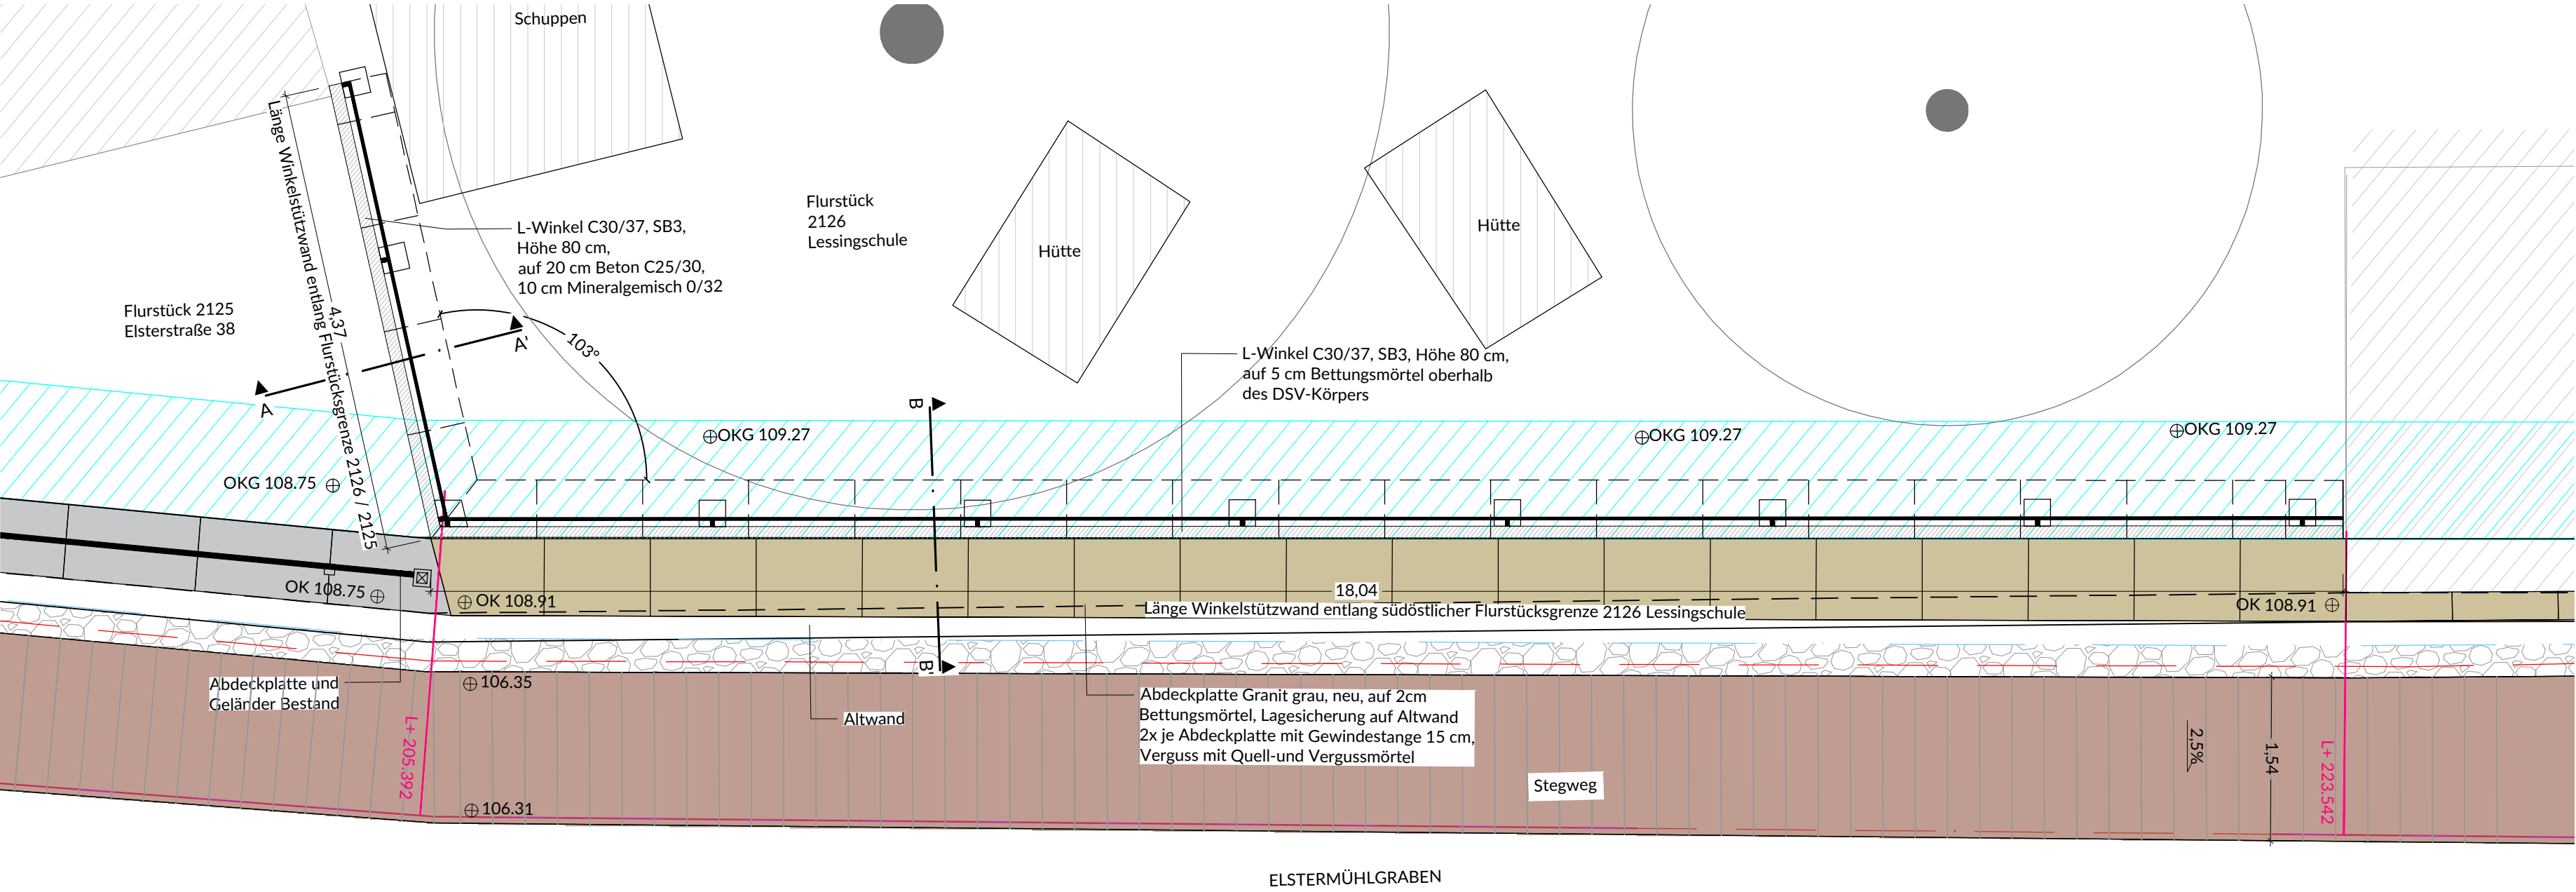 Schuppen
Länge Winkelstützwand entlang Flurstücksgrenze 2126 / 2125
4,37
L-Winkel C30/37, SB3,
Höhe 80 cm,
auf 20 cm Beton C25/30,
10 cm Mineralgemisch 0/32
Flurstück
2126
Lessingschule
Hütte
Hütte
Flurstück 2125
Elsterstraße 38
A
A'
103°
L-Winkel C30/37, SB3, Höhe 80 cm,
auf 5 cm Bettungsmörtel oberhalb
des DSV-Körpers
B
OKG 109.27
OKG 109.27
OKG 109.27
OKG 108.75
OK 108.75
OK 108.91
18,04
Länge Winkelstützwand entlang südöstlicher Flurstücksgrenze 2126 Lessingschule
OK 108.91
B'
Abdeckplatte und
Geländer Bestand
106.35
L+ 205.392
Altwand
Abdeckplatte Granit grau, neu, auf 2cm
Bettungsmörtel, Lagesicherung auf Altwand
2x je Abdeckplatte mit Gewindestange 15 cm,
Verguss mit Quell-und Vergussmörtel
Stegweg
2,5%
1,54
L+ 223.542
106.31
ELSTERMÜHLGRABEN